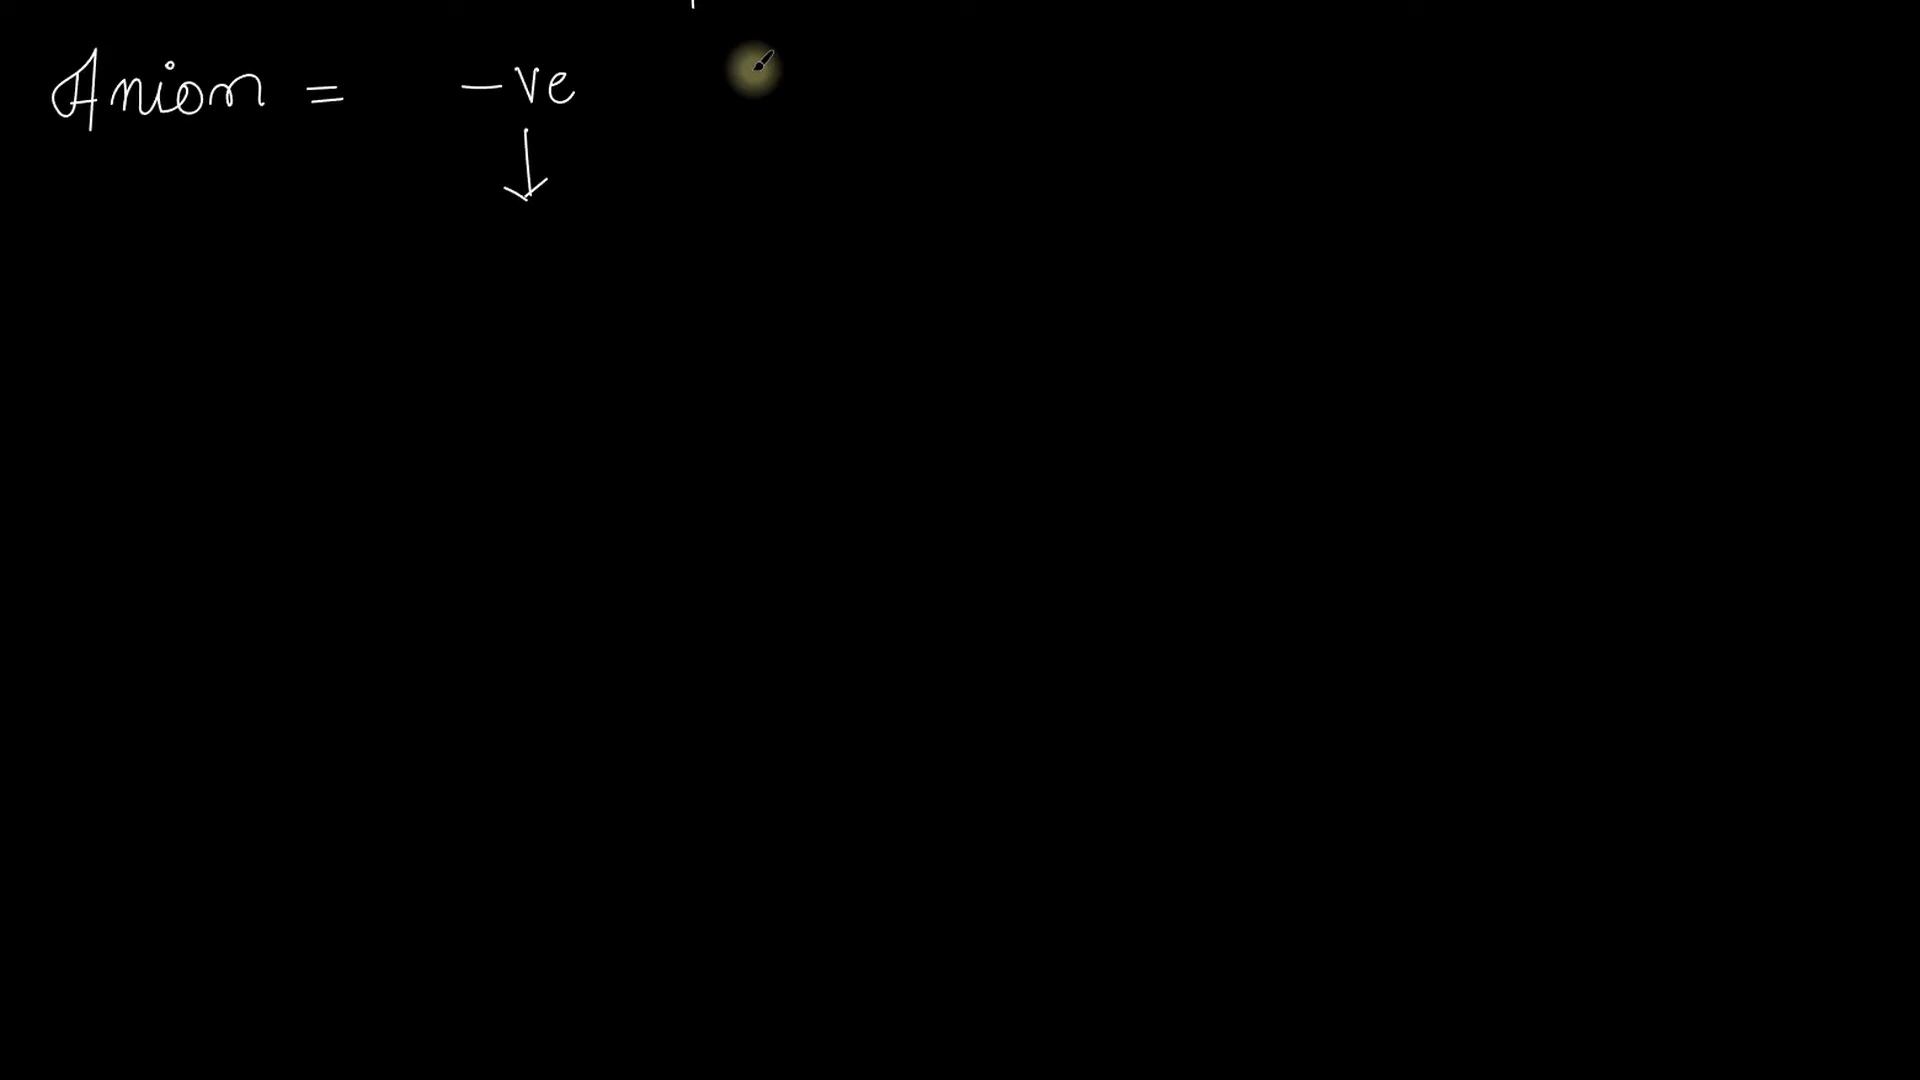 Anion = -ve
↓